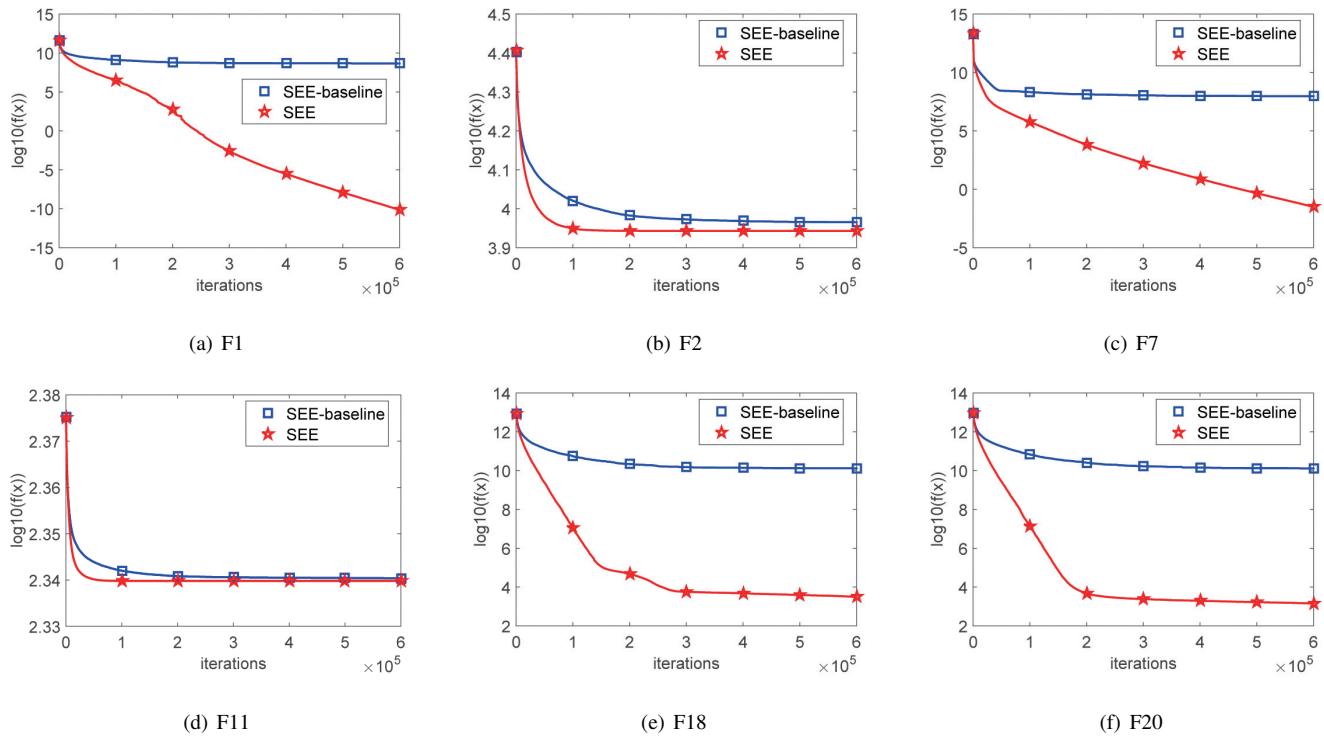 15
10
5
0
-5
-10
-15
log10(f(x))
SEE-baseline
SEE
0 1 2 3 4 5 6
iterations
×10^5
(a) F1
4.5
4.4
4.3
4.2
4.1
4
3.9
log10(f(x))
SEE-baseline
SEE
0 1 2 3 4 5 6
iterations
×10^5
(b) F2
15
10
5
0
-5
log10(f(x))
SEE-baseline
SEE
0 1 2 3 4 5 6
iterations
×10^5
(c) F7
2.38
2.37
2.36
2.35
2.34
2.33
log10(f(x))
SEE-baseline
SEE
0 1 2 3 4 5 6
iterations
×10^5
(d) F11
14
12
10
8
6
4
2
log10(f(x))
SEE-baseline
SEE
0 1 2 3 4 5 6
iterations
×10^5
(e) F18
14
12
10
8
6
4
2
log10(f(x))
SEE-baseline
SEE
0 1 2 3 4 5 6
iterations
×10^5
(f) F20